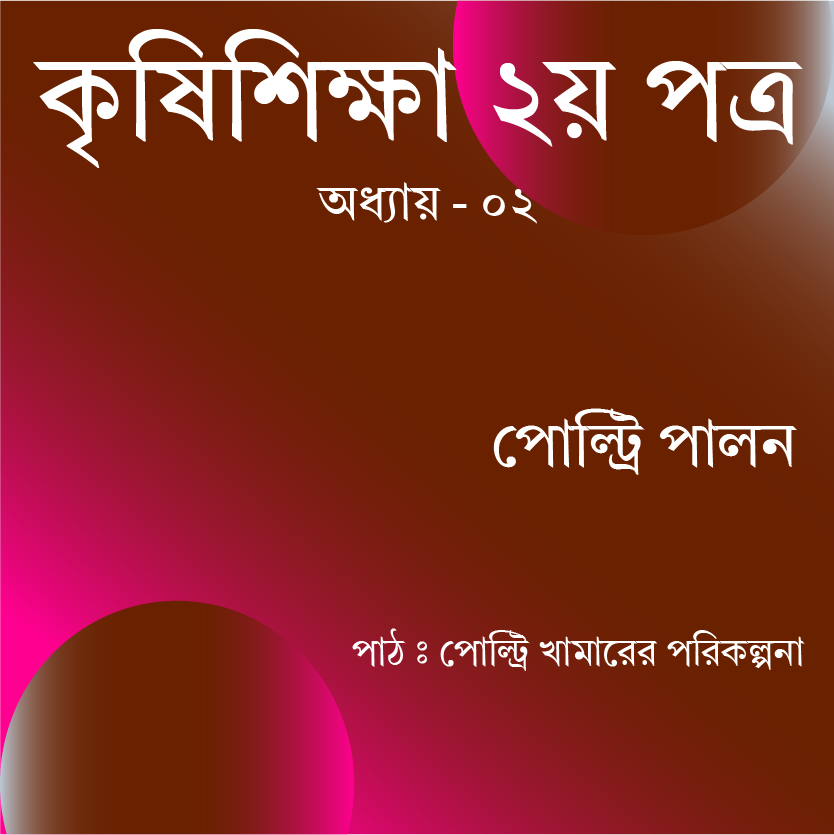 কৃষিশিক্ষা ২য় পত্র
অধ্যায় - ০২
পোল্ট্রি পালন
পাঠ ঃ পোল্ট্রি খামারের পরিকল্পনা